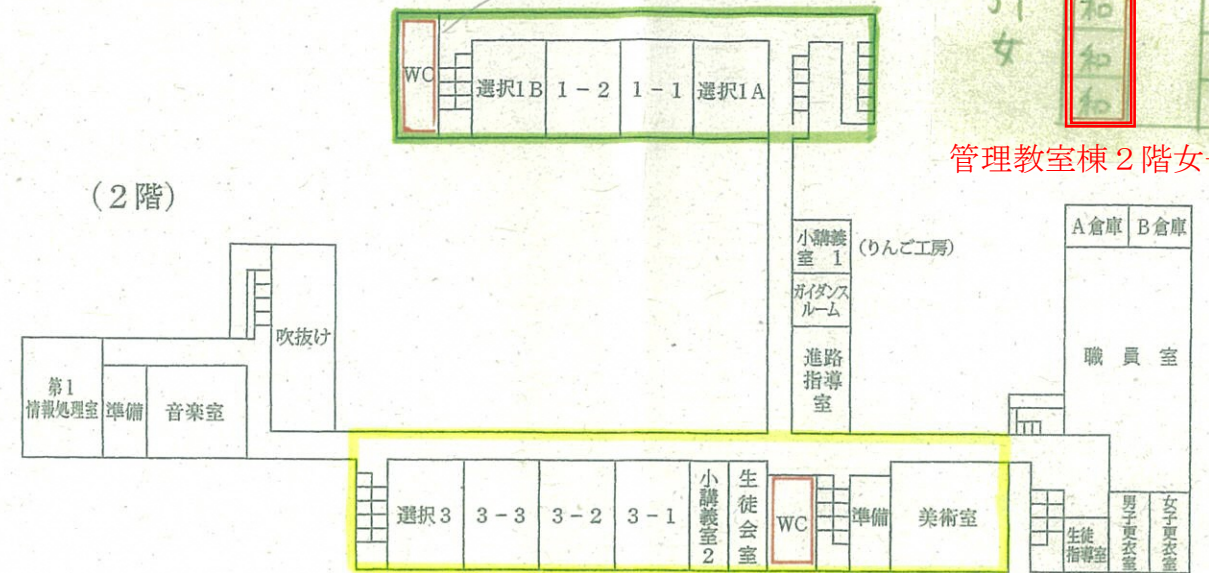 女
和
和
和
管理教室棟２階女
WC
選択1B
1－2
1－1
選択1A
(２階)
A倉庫
B倉庫
小講義
室 1
(りんご工房)
ガイダンス
ルーム
進路
指導
室
職員室
吹抜け
第1
情報処理室
準備
音楽室
選択3
3－3
3－2
3－1
小講義室2
生徒会室
WC
準備
美術室
生徒
指導室
男子更衣室
女子更衣室